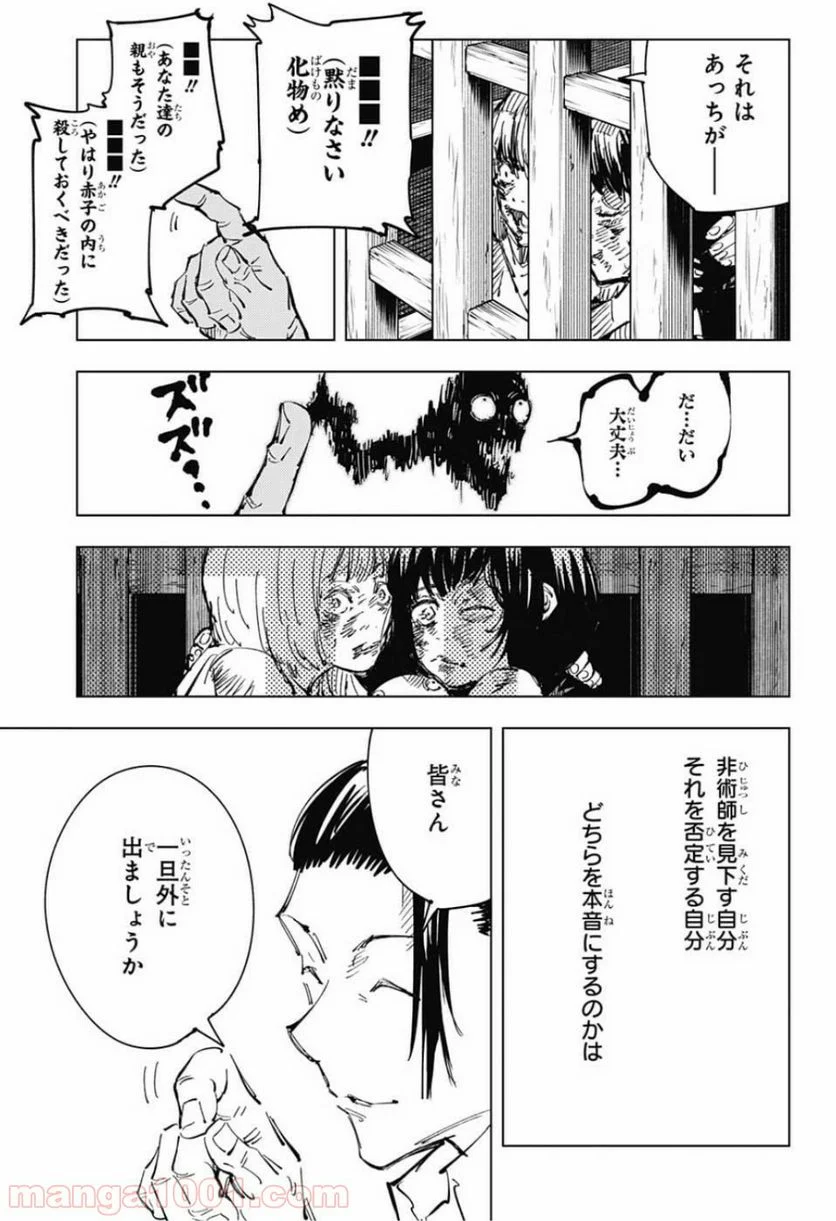 それは
あっちが―
■■■!!
(黙りなさい
化物め)
■■!!
(あなた達の
親もそうだった)
■■■!!
(やはり赤子の内に
殺しておくべきだった)
だ…だい
大丈夫…
ズズ…
非術師を見下す自分
それを否定する自分
どちらを本音にするのかは
皆さん
一旦外に
出ましょうか
manga1001.com